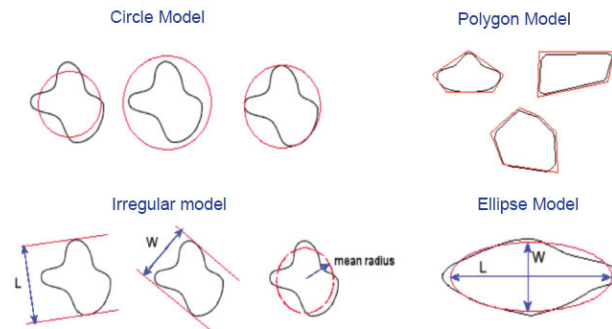 Circle Model
Polygon Model
Irregular model
Ellipse Model
L
W
mean radius
L
W